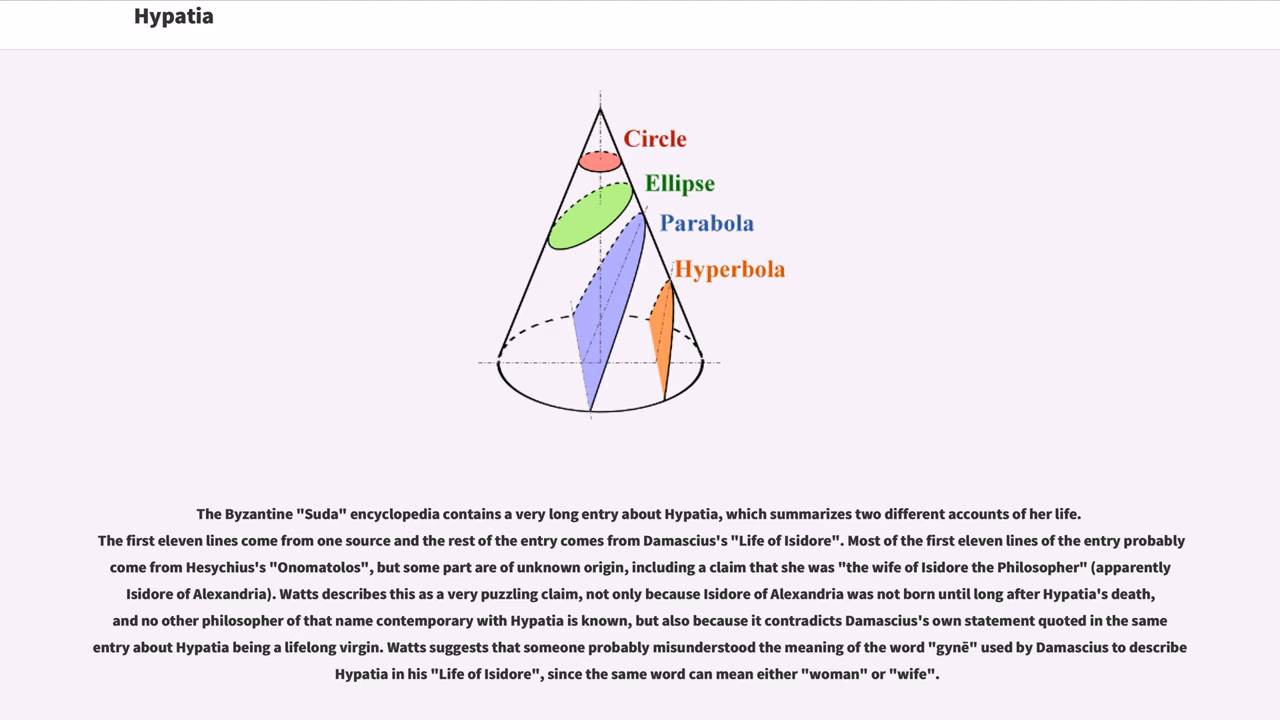 Hypatia
Circle
Ellipse
Parabola
Hyperbola
The Byzantine "Suda" encyclopedia contains a very long entry about Hypatia, which summarizes two different accounts of her life.
The first eleven lines come from one source and the rest of the entry comes from Damascius's "Life of Isidore". Most of the first eleven lines of the entry probably
come from Hesychius's "Onomatolos", but some part are of unknown origin, including a claim that she was "the wife of Isidore the Philosopher" (apparently
Isidore of Alexandria). Watts describes this as a very puzzling claim, not only because Isidore of Alexandria was not born until long after Hypatia's death,
and no other philosopher of that name contemporary with Hypatia is known, but also because it contradicts Damascius's own statement quoted in the same
entry about Hypatia being a lifelong virgin. Watts suggests that someone probably misunderstood the meaning of the word "gynē" used by Damascius to describe
Hypatia in his "Life of Isidore", since the same word can mean either "woman" or "wife".